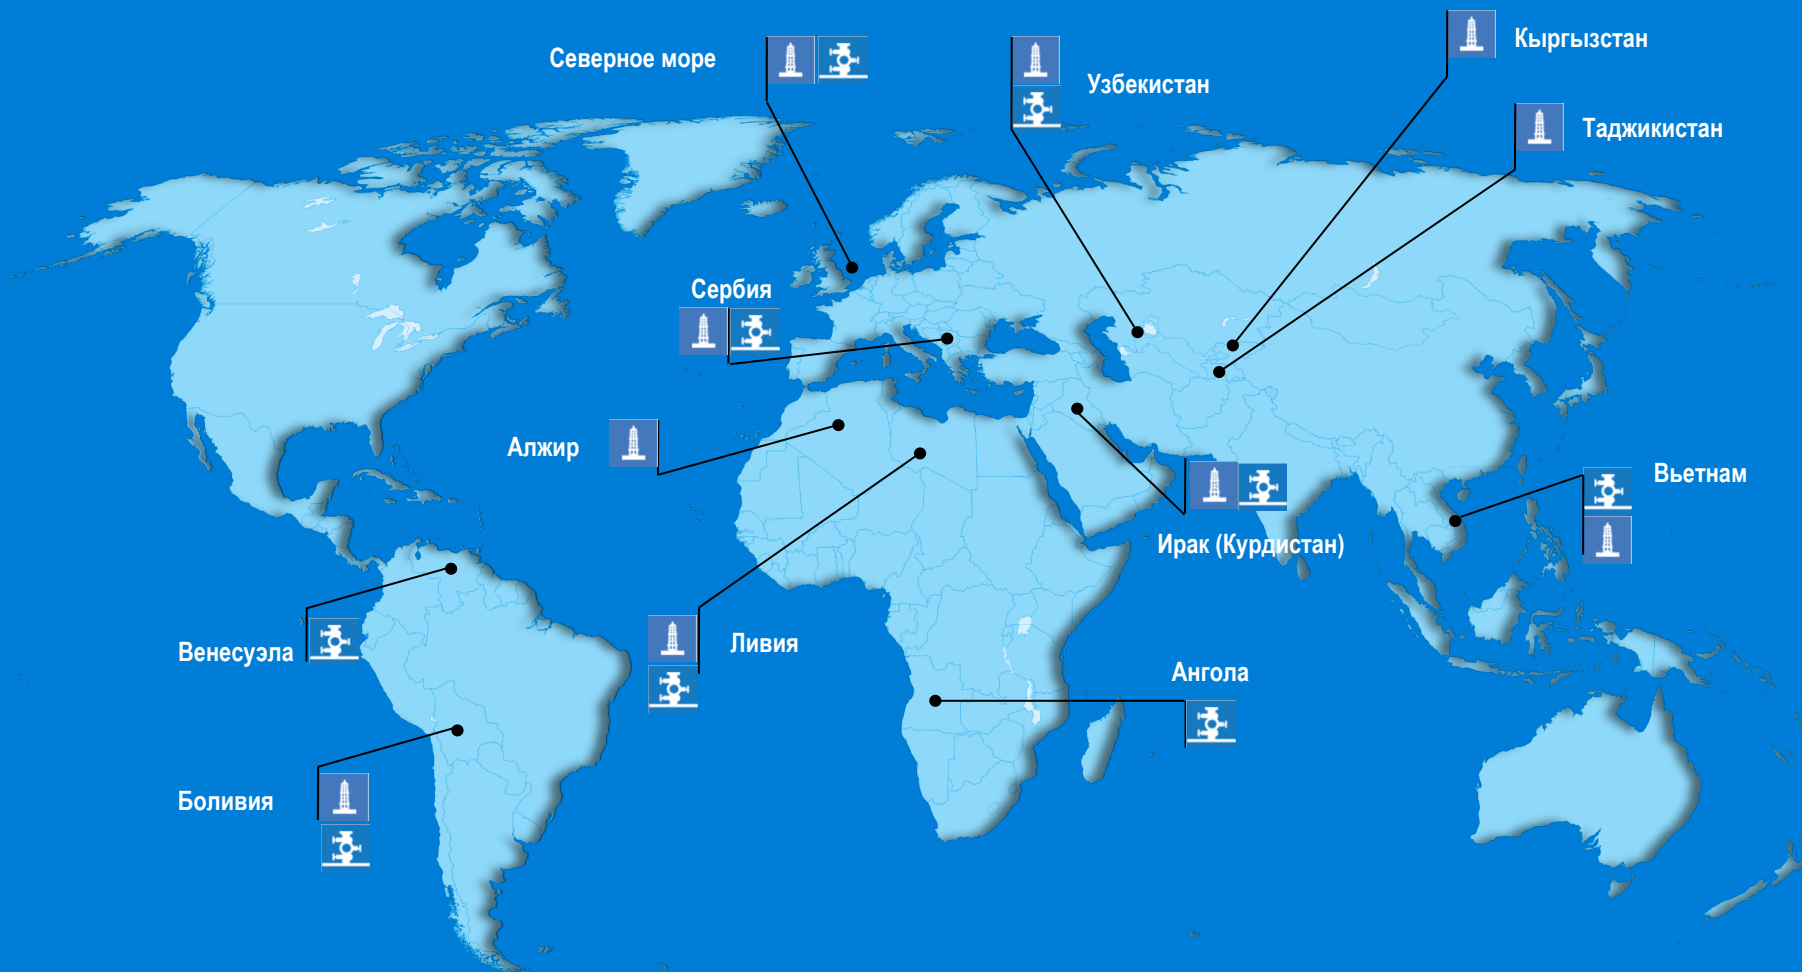 Северное море
Узбекистан
Кыргызстан
Таджикистан
Сербия
Алжир
Вьетнам
Ирак (Курдистан)
Венесуэла
Ливия
Ангола
Боливия